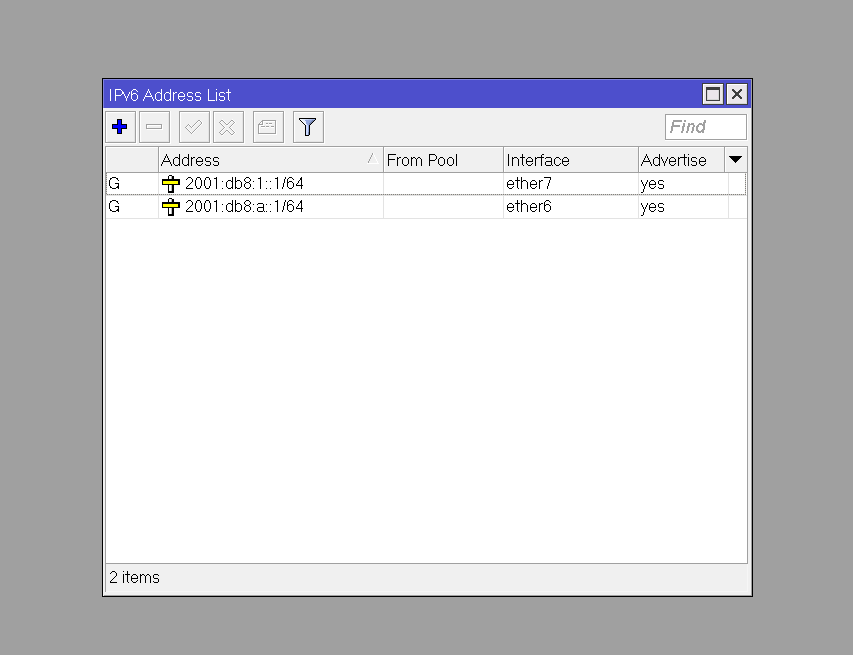 IPv6 Address List
Find
Address From Pool Interface Advertise
G 2001:db8:1::1/64 ether7 yes
G 2001:db8:a::1/64 ether6 yes
2 items